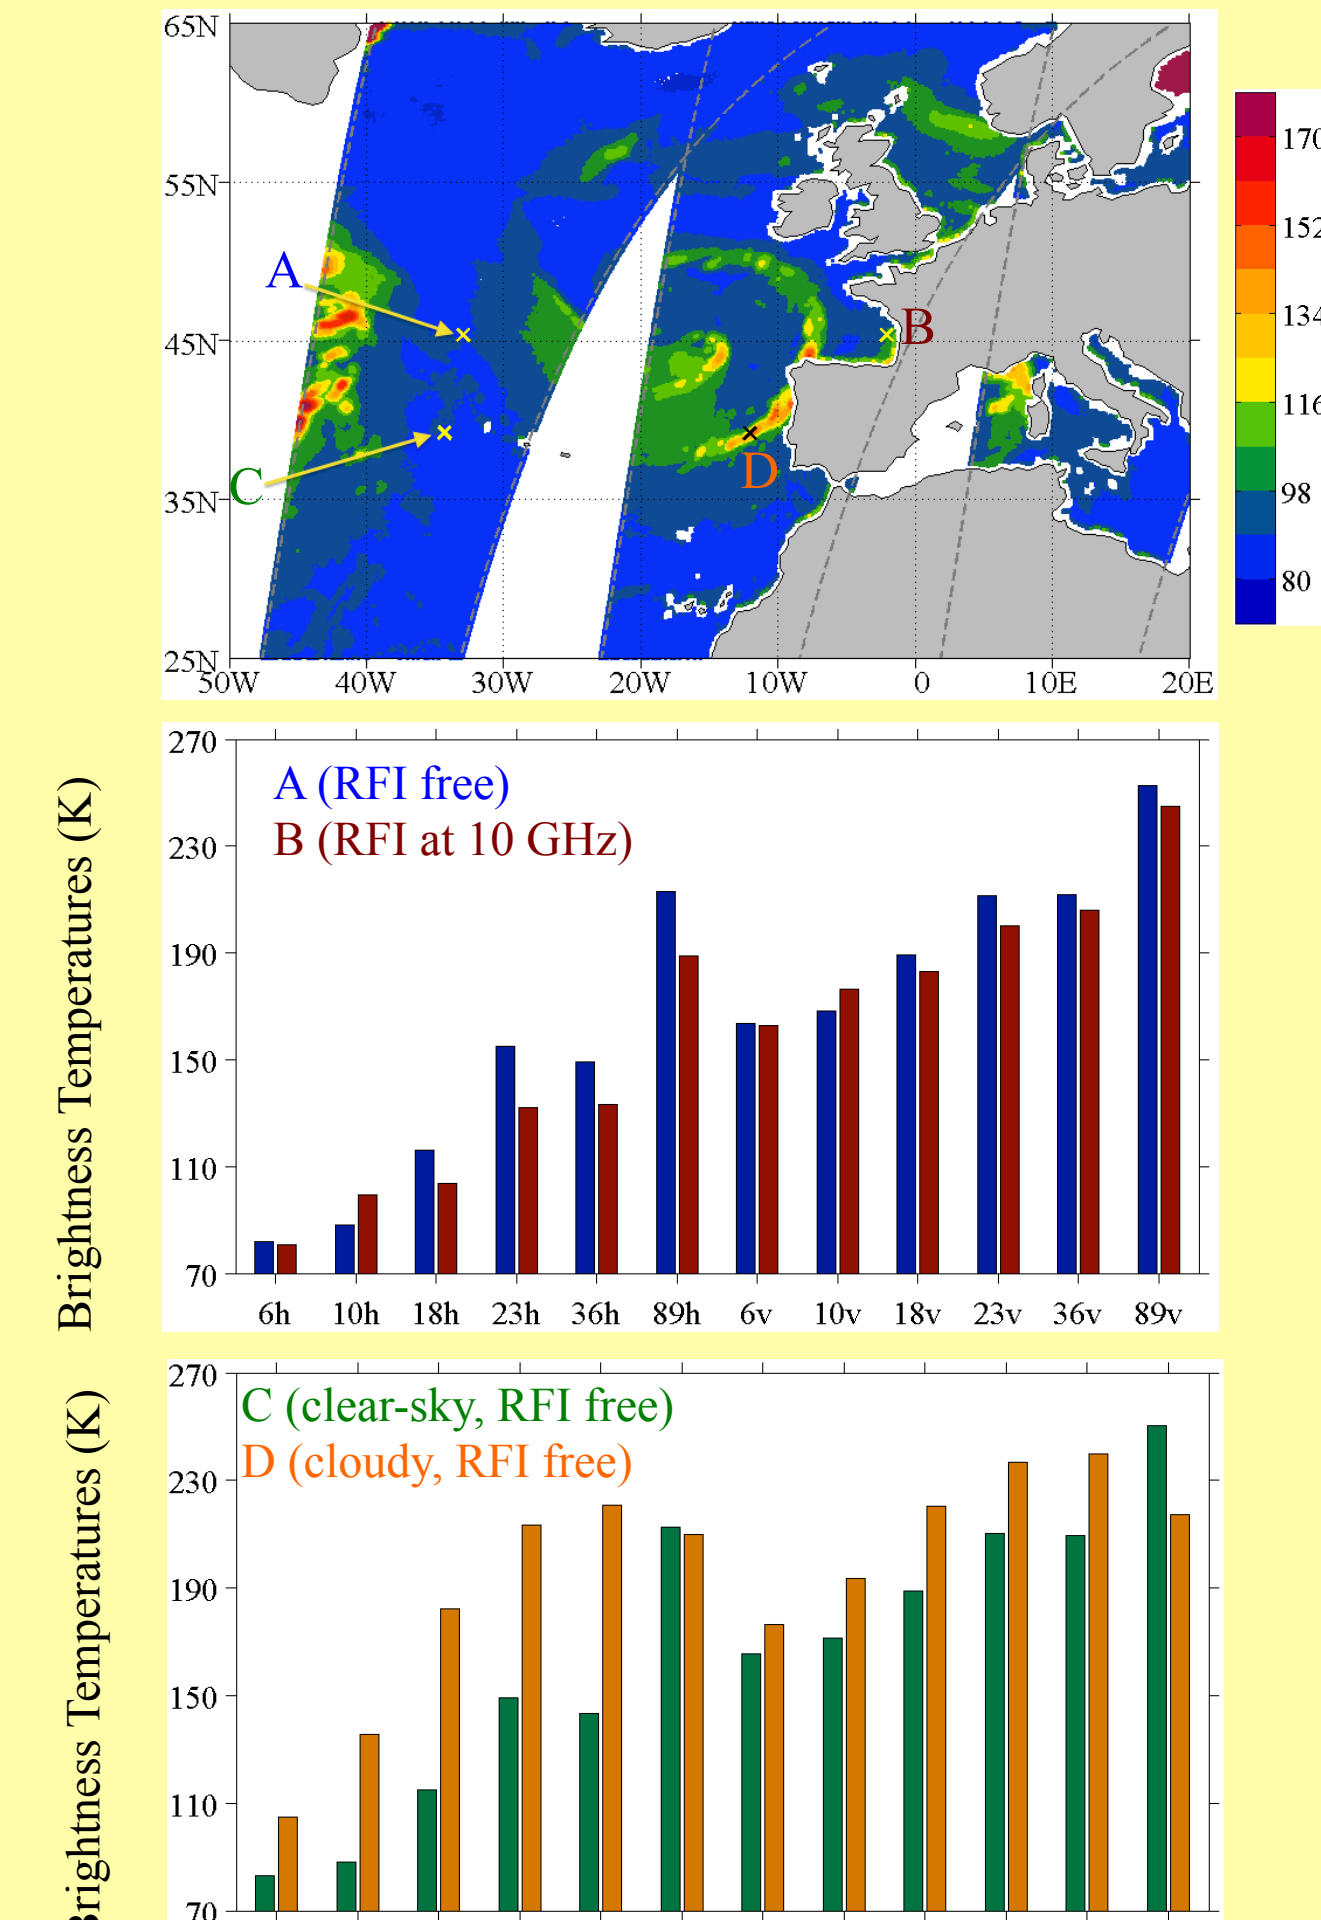 65N
55N
45N
35N
25N
50W 40W 30W 20W 10W 0 10E 20E
A
B
C
D
170
152
134
116
98
80
Brightness Temperatures (K)
270
230
190
150
110
70
A (RFI free)
B (RFI at 10 GHz)
6h 10h 18h 23h 36h 89h 6v 10v 18v 23v 36v 89v
Brightness Temperatures (K)
270
230
190
150
110
70
C (clear-sky, RFI free)
D (cloudy, RFI free)